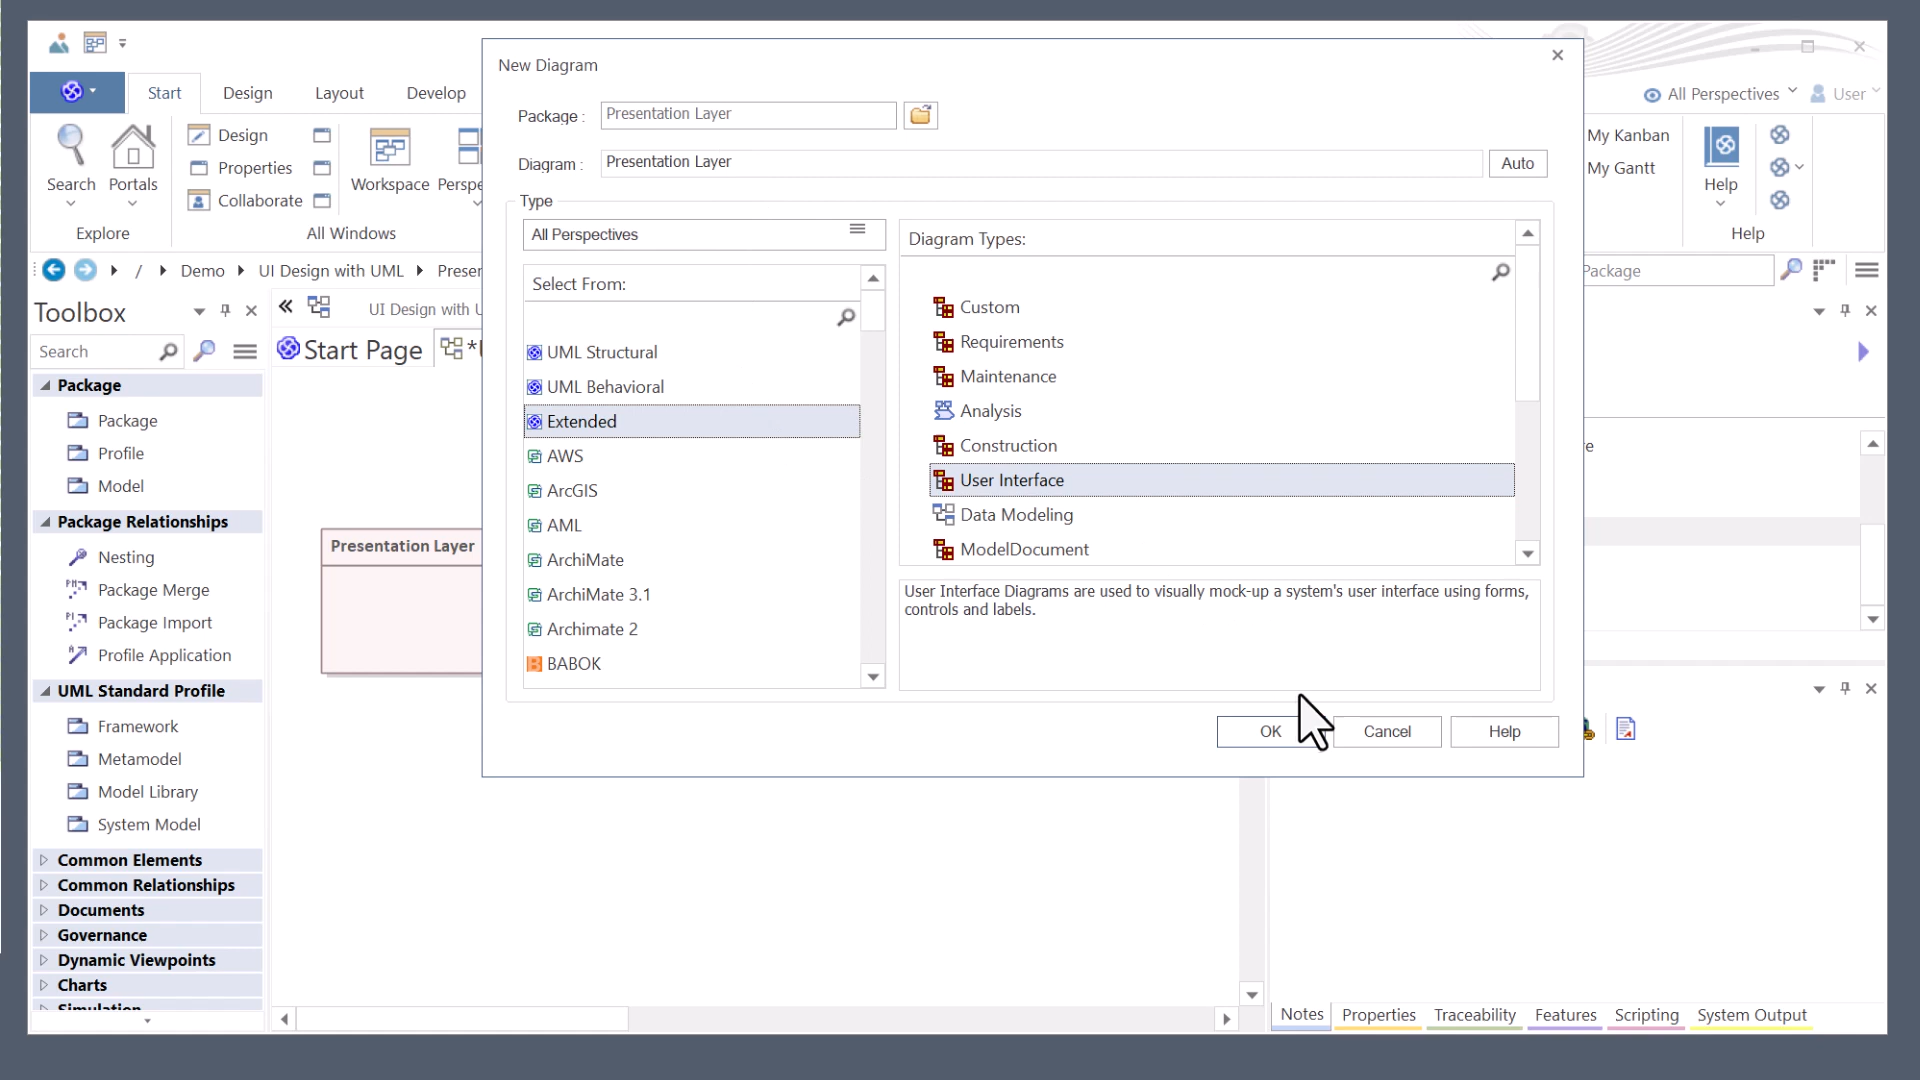 New Diagram
Package :
Presentation Layer
Diagram :
Presentation Layer
Auto
Type
All Perspectives
Select From:
UML Structural
UML Behavioral
Extended
AWS
ArcGIS
AML
ArchiMate
ArchiMate 3.1
Archimate 2
BABOK
Diagram Types:
Custom
Requirements
Maintenance
Analysis
Construction
User Interface
Data Modeling
ModelDocument
User Interface Diagrams are used to visually mock-up a system's user interface using forms,
controls and labels.
OK
Cancel
Help
Start
Design
Layout
Develop
All Perspectives
User
Search
Portals
Explore
Design
Properties
Collaborate
Workspace
Perspe
All Windows
My Kanban
My Gantt
Help
Help
/
Demo
UI Design with UML
Presen
Package
Toolbox
Search
Package
Package
Profile
Model
Package Relationships
Nesting
Package Merge
Package Import
Profile Application
UML Standard Profile
Framework
Metamodel
Model Library
System Model
Common Elements
Common Relationships
Documents
Governance
Dynamic Viewpoints
Charts
Simulation
UI Design with U
Start Page
Presentation Layer
Notes
Properties
Traceability
Features
Scripting
System Output